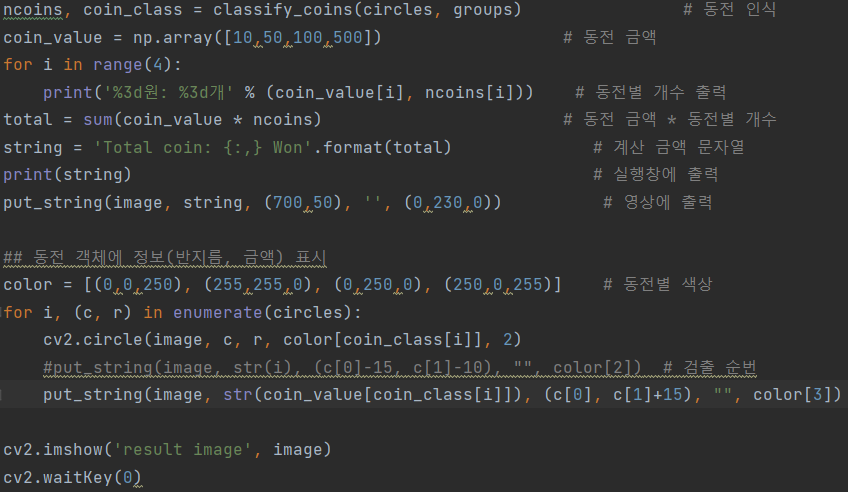 ncoins, coin_class = classify_coins(circles, groups)                # 동전 인식
coin_value = np.array([10,50,100,500])                  # 동전 금액
for i in range(4):
    print('%3d원: %3d개' % (coin_value[i], ncoins[i]))    # 동전별 개수 출력
total = sum(coin_value * ncoins)                        # 동전 금액 * 동전별 개수
string = 'Total coin: {:,} Won'.format(total)              # 계산 금액 문자열
print(string)                                              # 실행창에 출력
put_string(image, string, (700,50), '', (0,230,0))          # 영상에 출력

## 동전 객체에 정보(반지름, 금액) 표시
color = [(0,0,250), (255,255,0), (0,250,0), (250,0,255)]    # 동전별 색상
for i, (c, r) in enumerate(circles):
    cv2.circle(image, c, r, color[coin_class[i]], 2)
    #put_string(image, str(i), (c[0]-15, c[1]-10), "", color[2])  # 검출 순번
    put_string(image, str(coin_value[coin_class[i]]), (c[0], c[1]+15), "", color[3])

cv2.imshow('result image', image)
cv2.waitKey(0)